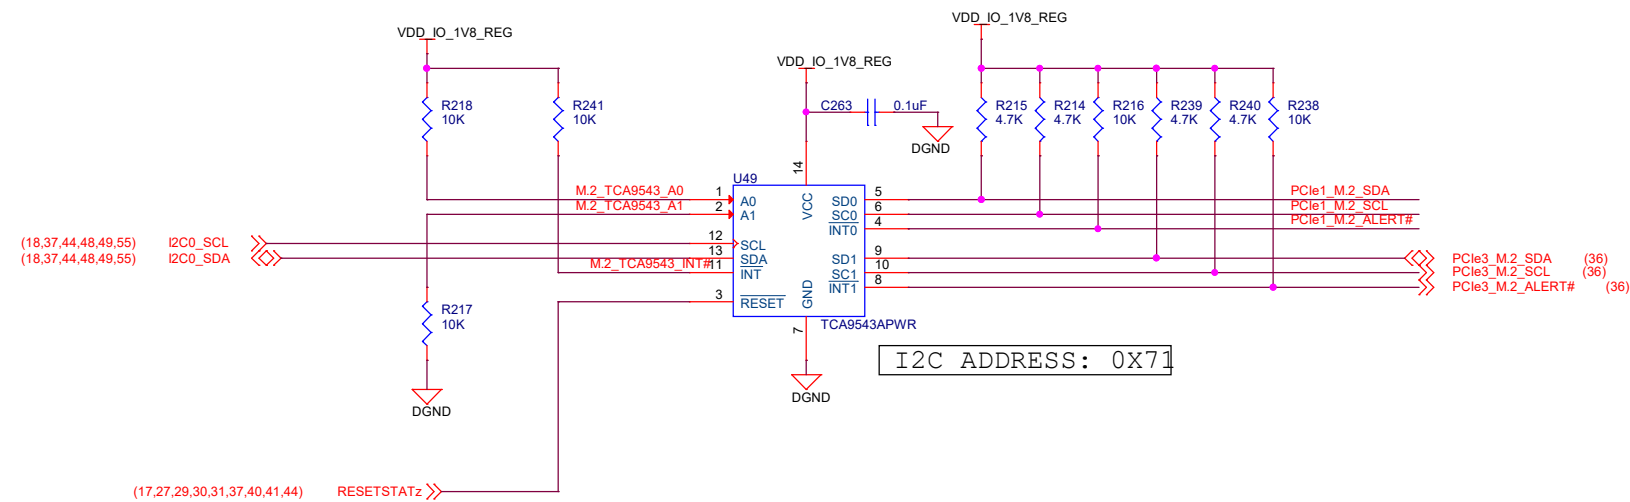 VDD_IO_1V8_REG
VDD_IO_1V8_REG
VDD_IO_1V8_REG
R218
10K
R241
10K
C263
0.1uF
DGND
R215
4.7K
R214
4.7K
R216
10K
R239
4.7K
R240
4.7K
R238
10K
U49
14
VCC
M.2_TCA9543_A0
1
A0
M.2_TCA9543_A1
2
A1
(18,37,44,48,49,55)
I2C0_SCL
12
SCL
(18,37,44,48,49,55)
I2C0_SDA
13
SDA
M.2_TCA9543_INT#
11
INT
3
RESET
SD0
5
PCIe1_M.2_SDA
SC0
6
PCIe1_M.2_SCL
INT0
4
PCIe1_M.2_ALERT#
SD1
9
PCIe3_M.2_SDA
(36)
SC1
10
PCIe3_M.2_SCL
(36)
INT1
8
PCIe3_M.2_ALERT#
(36)
GND
7
R217
10K
TCA9543APWR
I2C ADDRESS: 0X71
DGND
DGND
(17,27,29,30,31,37,40,41,44)
RESETSTATz